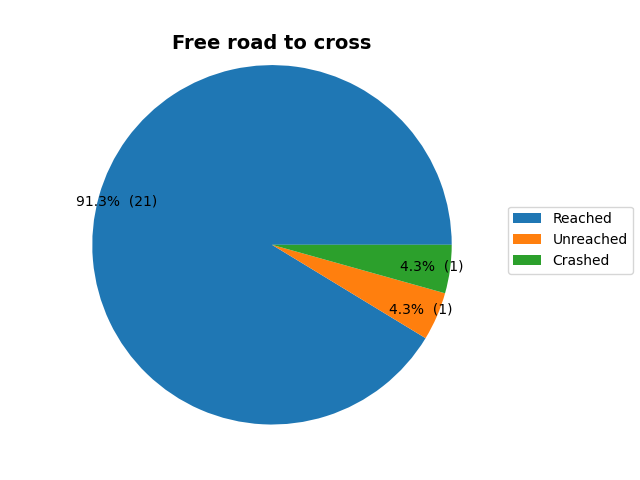 Free road to cross
91.3%  (21)
Reached
Unreached
Crashed
4.3%  (1)
4.3%  (1)